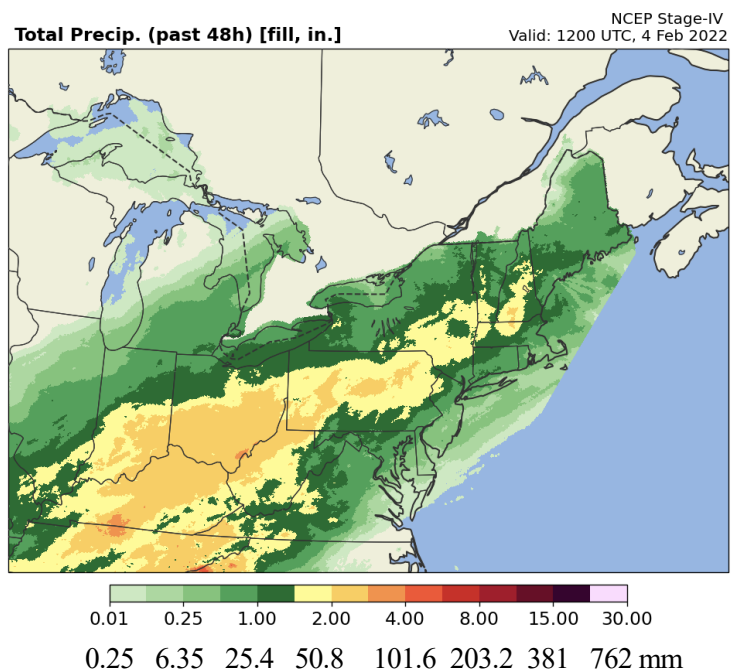 NCEP Stage-IV
Total Precip. (past 48h) [fill, in.]
Valid: 1200 UTC, 4 Feb 2022
0.01 0.25 1.00 2.00 4.00 8.00 15.00 30.00
0.25 6.35 25.4 50.8 101.6 203.2 381 762 mm